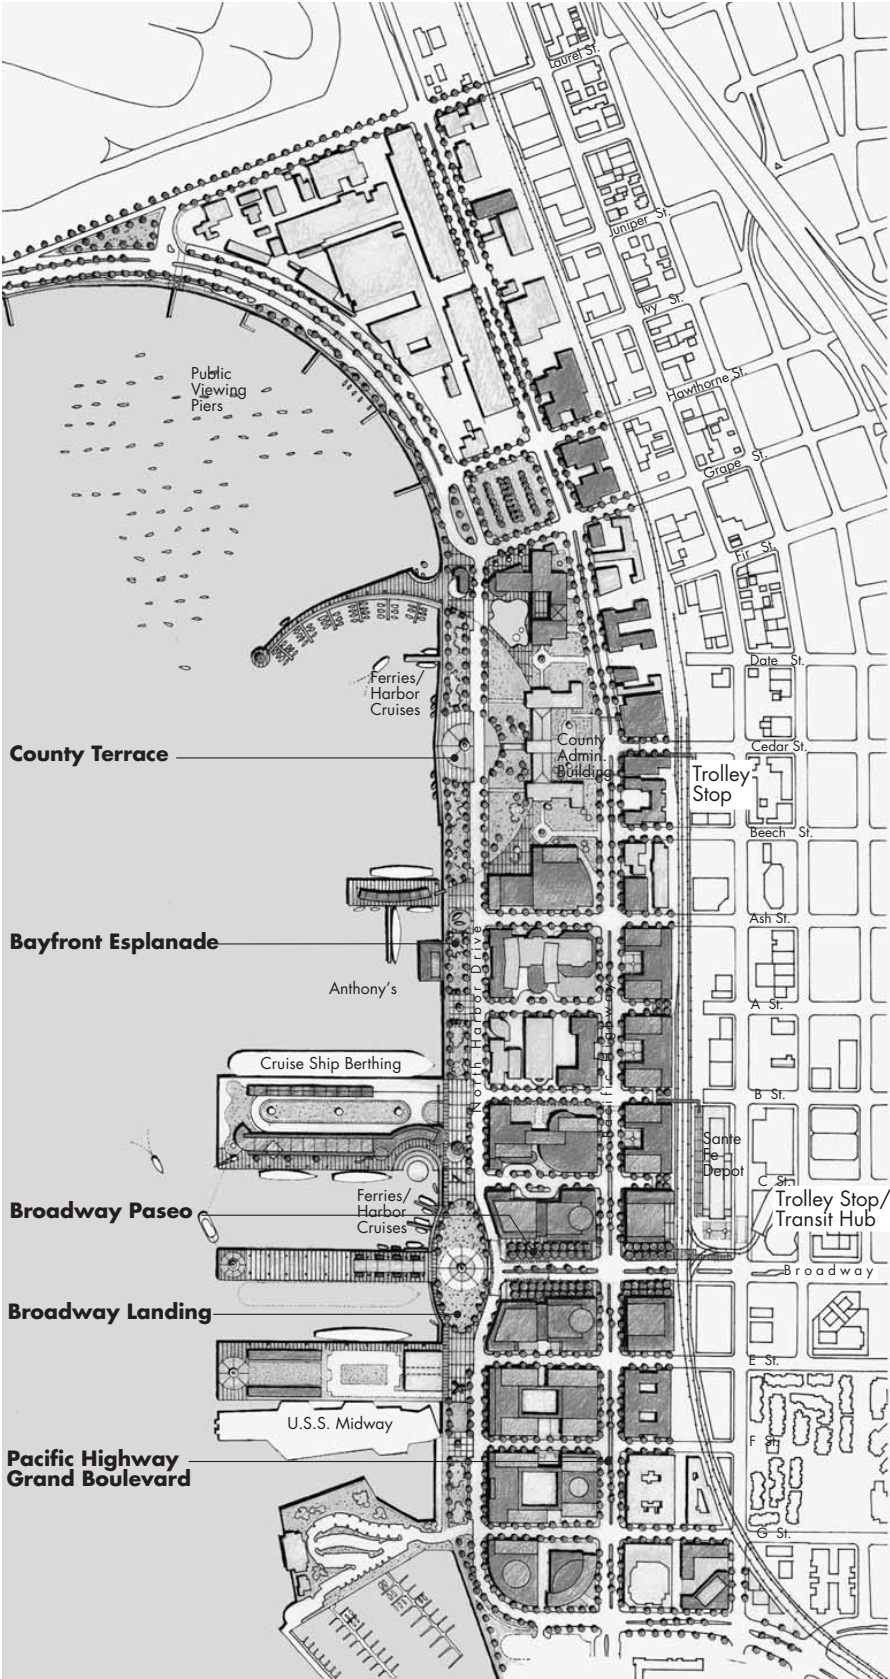 Laurel St.
Juniper St.
Ivy St.
Public
Viewing
Piers
Hawthorne St.
Grape St.
Fir St.
Date St.
Ferries/
Harbor
Cruises
County Terrace
County
Admin.
Building
Cedar St.
Trolley
Stop
Beech St.
Ash St.
Bayfront Esplanade
North Harbor Drive
Pacific Highway
Anthony's
A St.
Cruise Ship Berthing
B St.
Sante
Fe
Depot
C St.
Broadway Paseo
Ferries/
Harbor
Cruises
Trolley Stop/
Transit Hub
Broadway
Broadway Landing
E St.
U.S.S. Midway
F St.
Pacific Highway
Grand Boulevard
G St.